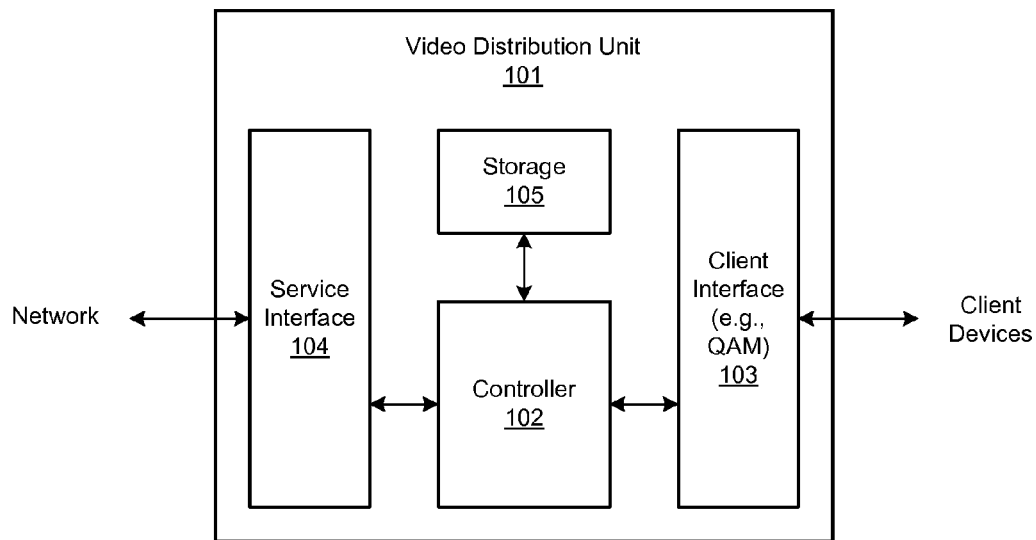 Video Distribution Unit
101
Storage
105
Service
Interface
104
Controller
102
Client
Interface
(e.g.,
QAM)
103
Network
Client
Devices